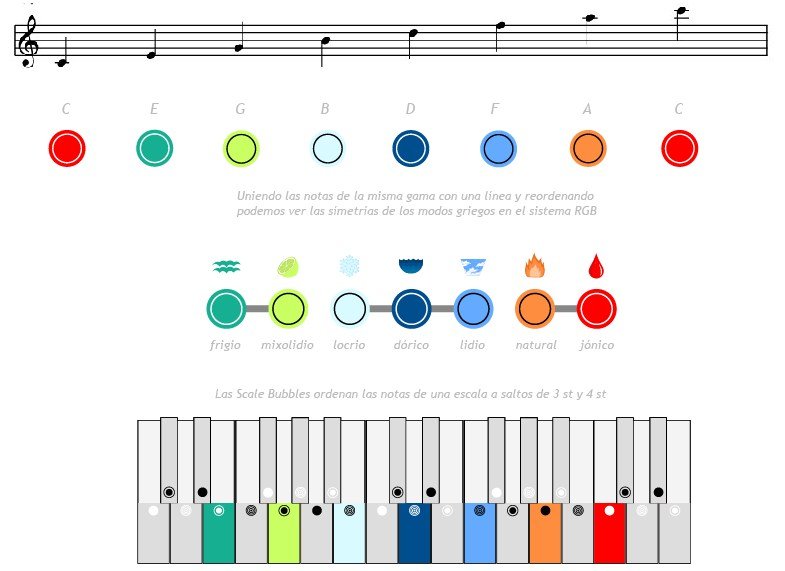 C E G B D F A C
Uniendo las notas de la misma gama con una línea y reordenando
podemos ver las simetrías de los modos griegos en el sistema RGB
frigio mixolidio locrio dórico lidio natural jónico
Las Scale Bubbles ordenan las notas de una escala a saltos de 3 st y 4 st